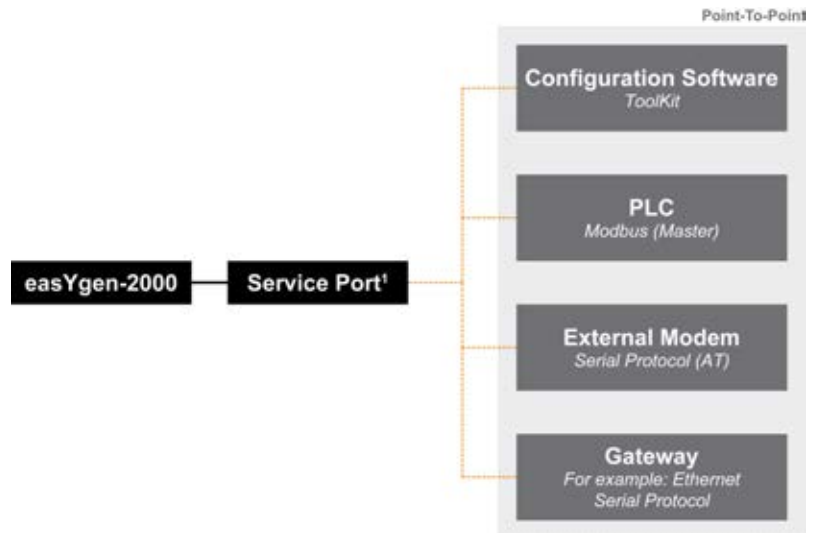 Point-To-Point
Configuration Software
ToolKit
PLC
Modbus (Master)
easYgen-2000
Service Port¹
External Modem
Serial Protocol (AT)
Gateway
For example: Ethernet
Serial Protocol